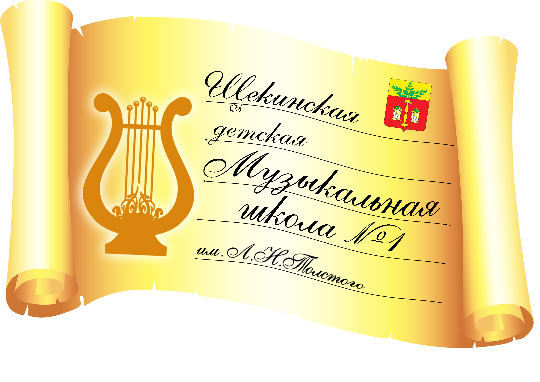 Щекинская
детская
Музыкальная
школа №1
им. Л.Н.Толстого